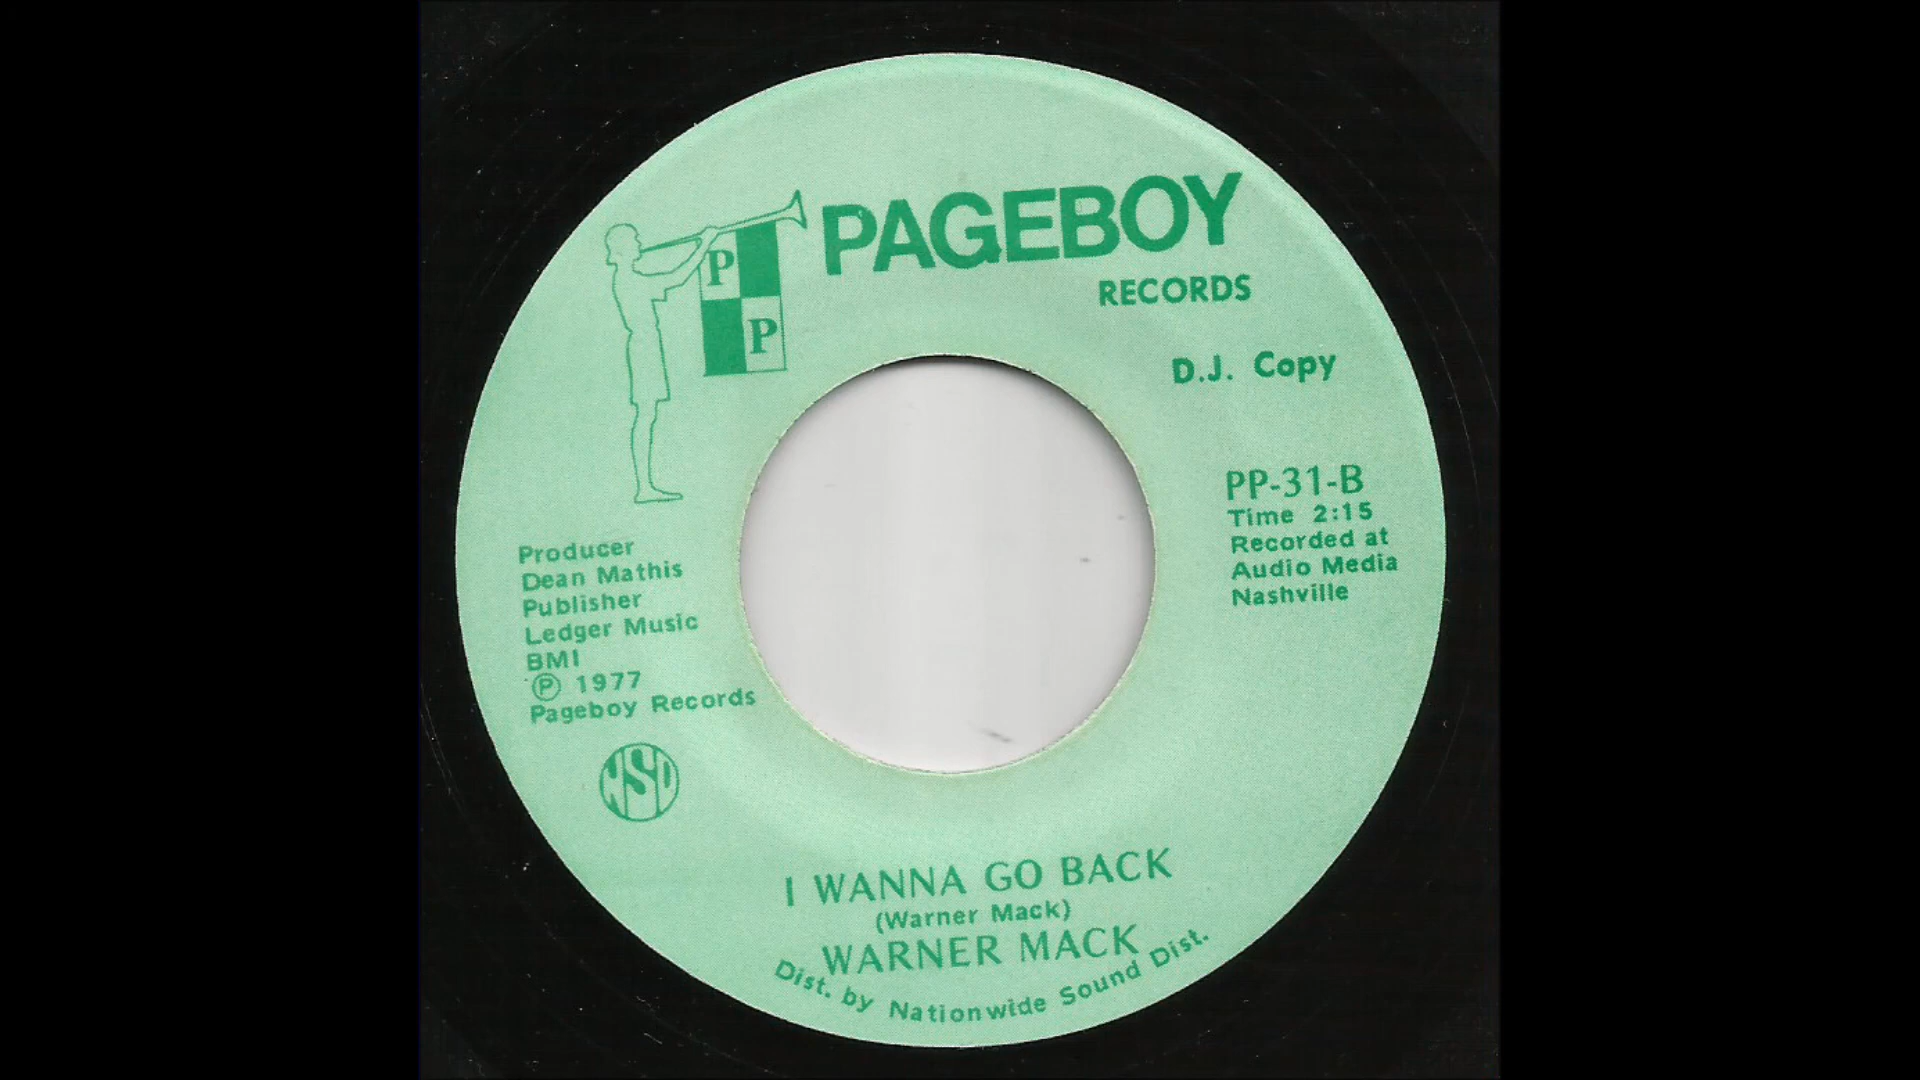 PAGEBOY
RECORDS
P
P
D.J. Copy
PP-31-B
Time 2:15
Recorded at
Audio Media
Nashville
Producer
Dean Mathis
Publisher
Ledger Music
BMI
Ⓟ 1977
Pageboy Records
NSD
I WANNA GO BACK
(Warner Mack)
WARNER MACK
Dist. by Nationwide Sound Dist.